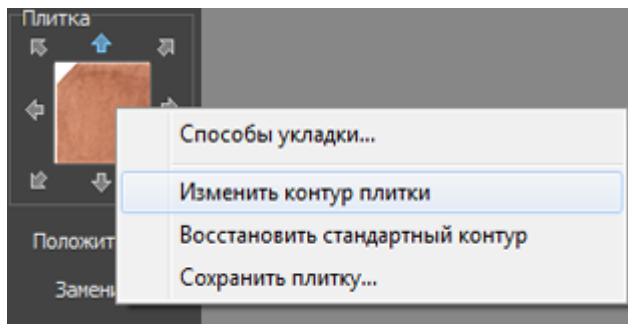 Плитка
Способы укладки...
Изменить контур плитки
Восстановить стандартный контур
Сохранить плитку...